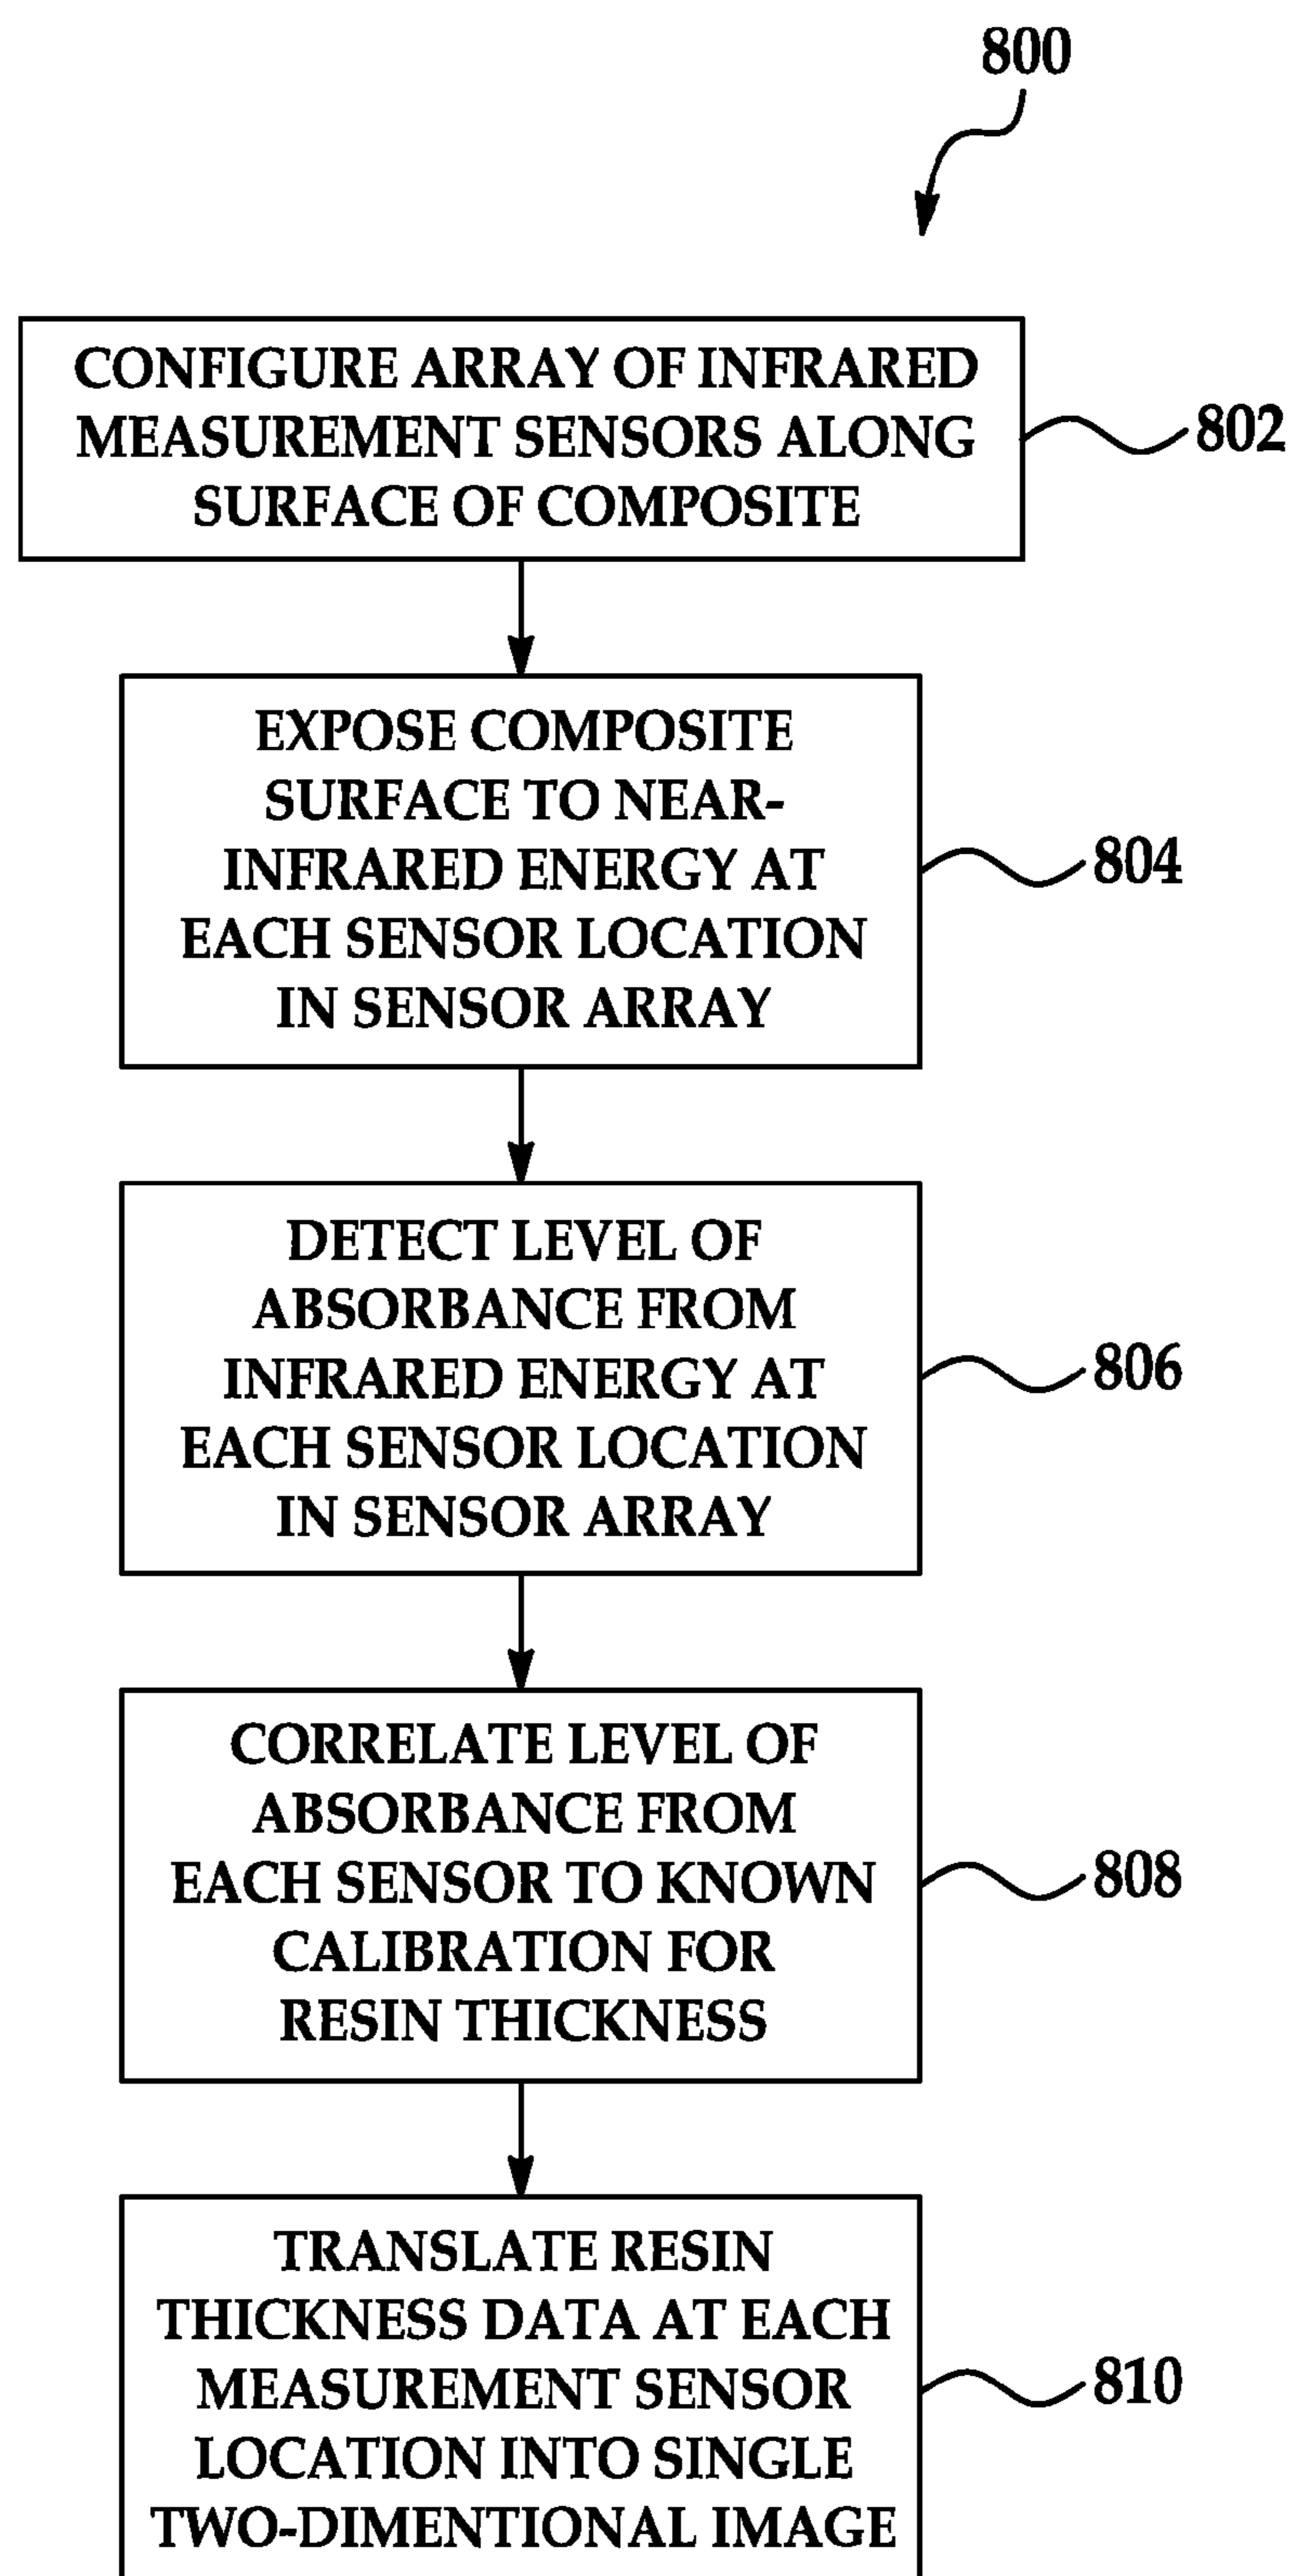 800
CONFIGURE ARRAY OF INFRARED
MEASUREMENT SENSORS ALONG
SURFACE OF COMPOSITE
802
EXPOSE COMPOSITE
SURFACE TO NEAR-
INFRARED ENERGY AT
EACH SENSOR LOCATION
IN SENSOR ARRAY
804
DETECT LEVEL OF
ABSORBANCE FROM
INFRARED ENERGY AT
EACH SENSOR LOCATION
IN SENSOR ARRAY
806
CORRELATE LEVEL OF
ABSORBANCE FROM
EACH SENSOR TO KNOWN
CALIBRATION FOR
RESIN THICKNESS
808
TRANSLATE RESIN
THICKNESS DATA AT EACH
MEASUREMENT SENSOR
LOCATION INTO SINGLE
TWO-DIMENTIONAL IMAGE
810